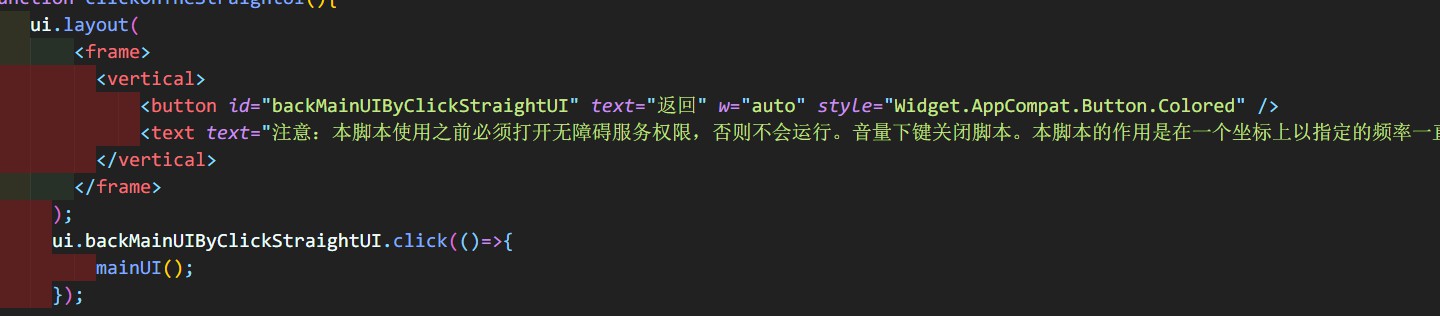 function clickOnTheStraightUI(){
ui.layout(
<frame>
<vertical>
<button id="backMainUIByClickStraightUI" text="返回" w="auto" style="Widget.AppCompat.Button.Colored" />
<text text="注意：本脚本使用之前必须打开无障碍服务权限，否则不会运行。音量下键关闭脚本。本脚本的作用是在一个坐标上以指定的频率一直
</vertical>
</frame>
);
ui.backMainUIByClickStraightUI.click(()=>{
mainUI();
});